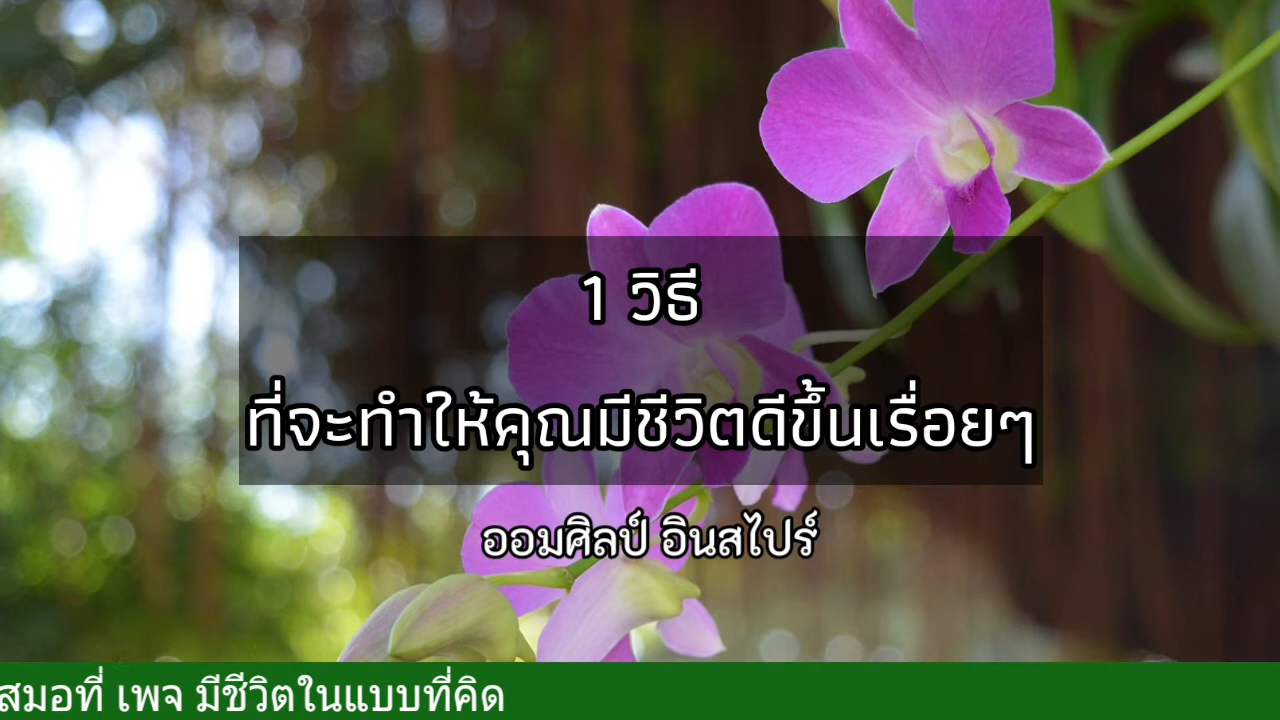 1 วิธี
ที่จะทำให้คุณมีชีวิตดีขึ้นเรื่อยๆ
ออมศิลป์ อินสไปร์
สมอที่ เพจ มีชีวิตในแบบที่คิด